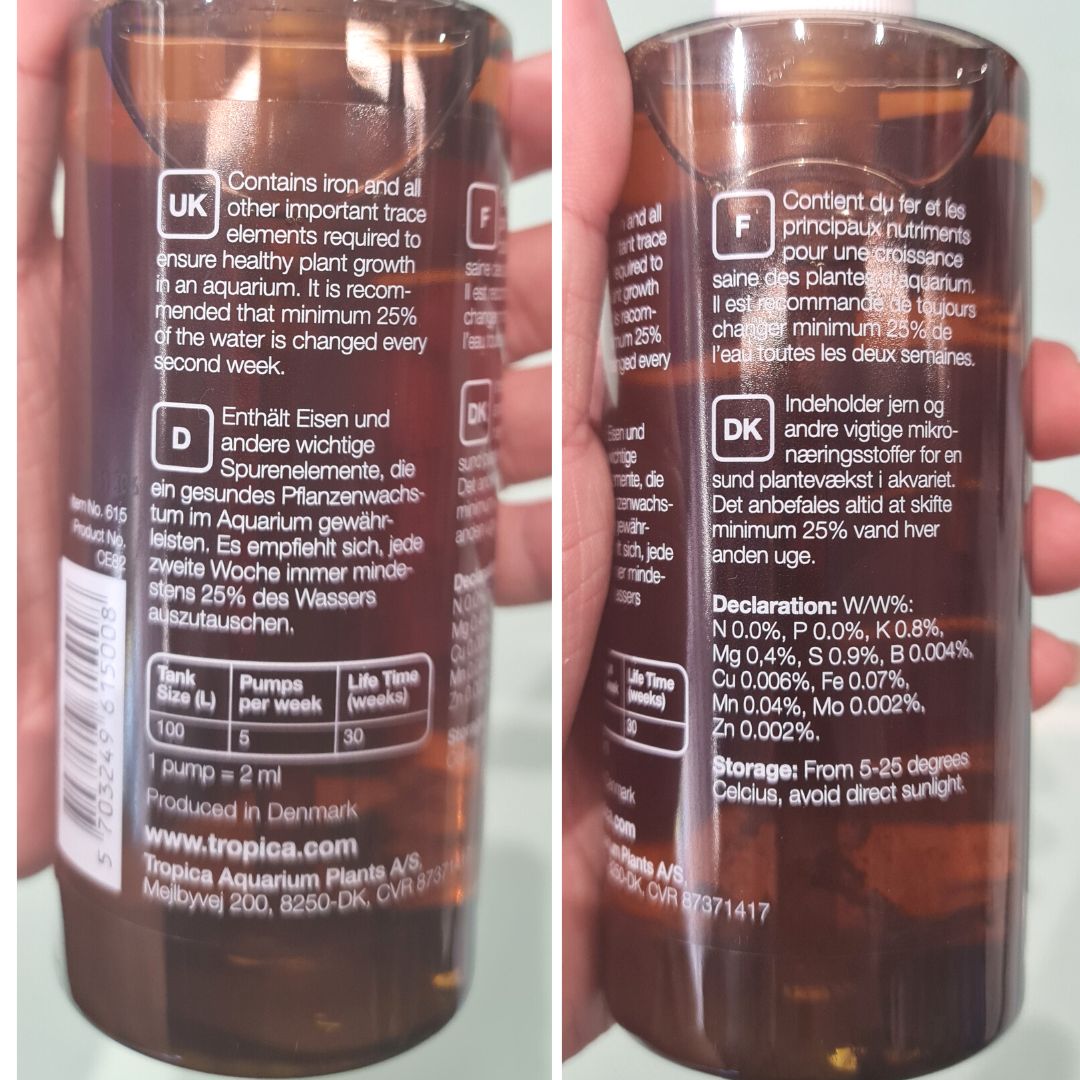 UK
Contains iron and all
other important trace
elements required to
ensure healthy plant growth
in an aquarium. It is recom-
mended that minimum 25%
of the water is changed every
second week.
D
Enthält Eisen und
andere wichtige
Spurenelemente, die
ein gesundes Pflanzenwachs-
tum im Aquarium gewähr-
leisten. Es empfiehlt sich, jede
zweite Woche immer minde-
stens 25% des Wassers
auszutauschen.
Item No. 615
Product No.
CE82
5 703249 615008
Tank Size (L) Pumps per week Life Time (weeks)
100 5 30
1 pump = 2 ml
Produced in Denmark
www.tropica.com
Tropica Aquarium Plants A/S,
Mejlbyvej 200, 8250-DK, CVR 87371417
F
DK
F
Contient du fer et les
principaux nutriments
pour une croissance
saine des plantes d'aquarium.
Il est recommandé de toujours
changer minimum 25% de
l'eau toutes les deux semaines.
DK
Indeholder jern og
andre vigtige mikro-
næringsstoffer for en
sund plantevækst i akvariet.
Det anbefales altid at skifte
minimum 25% vand hver
anden uge.
Declaration: W/W%:
N 0.0%, P 0.0%, K 0.8%,
Mg 0,4%, S 0.9%, B 0.004%,
Cu 0.006%, Fe 0.07%,
Mn 0.04%, Mo 0.002%,
Zn 0.002%.
Storage: From 5-25 degrees
Celcius, avoid direct sunlight.
Life Time
(weeks)
30
Plants A/S,
8250-DK, CVR 87371417